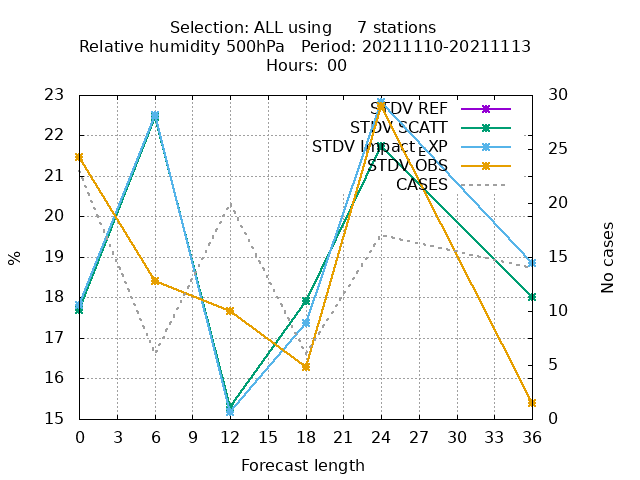 Selection: ALL using     7 stations
Relative humidity 500hPa   Period: 20211110-20211113
Hours:  00
23
22
21
20
19
18
17
16
15
%
30
25
20
15
10
5
0
No cases
STDV REF
STDV SCATT
STDV Impact_EXP
STDV OBS
CASES
0 3 6 9 12 15 18 21 24 27 30 33 36
Forecast length